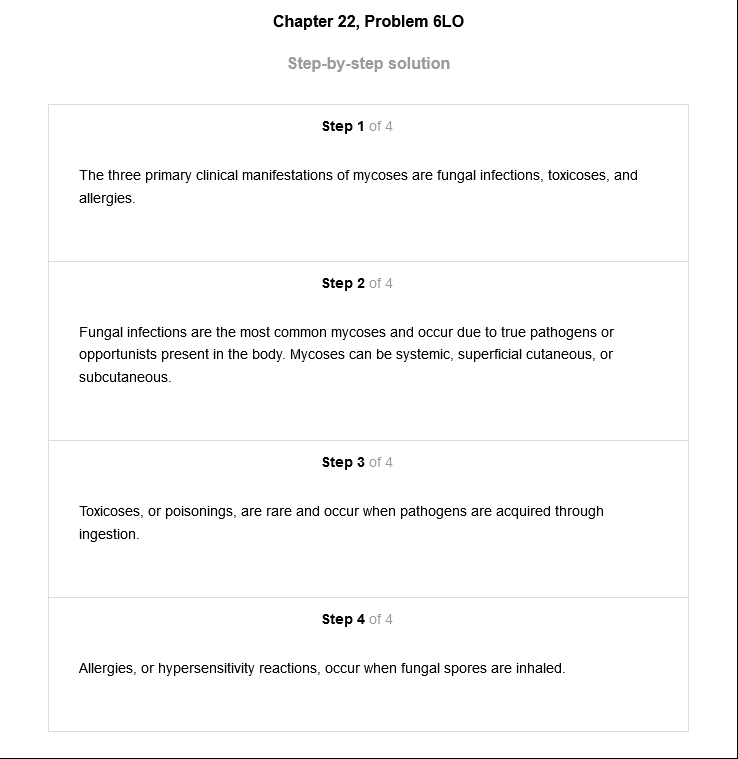 Chapter 22, Problem 6LO
Step-by-step solution
Step 1 of 4
The three primary clinical manifestations of mycoses are fungal infections, toxicoses, and
allergies.
Step 2 of 4
Fungal infections are the most common mycoses and occur due to true pathogens or
opportunists present in the body. Mycoses can be systemic, superficial cutaneous, or
subcutaneous.
Step 3 of 4
Toxicoses, or poisonings, are rare and occur when pathogens are acquired through
ingestion.
Step 4 of 4
Allergies, or hypersensitivity reactions, occur when fungal spores are inhaled.